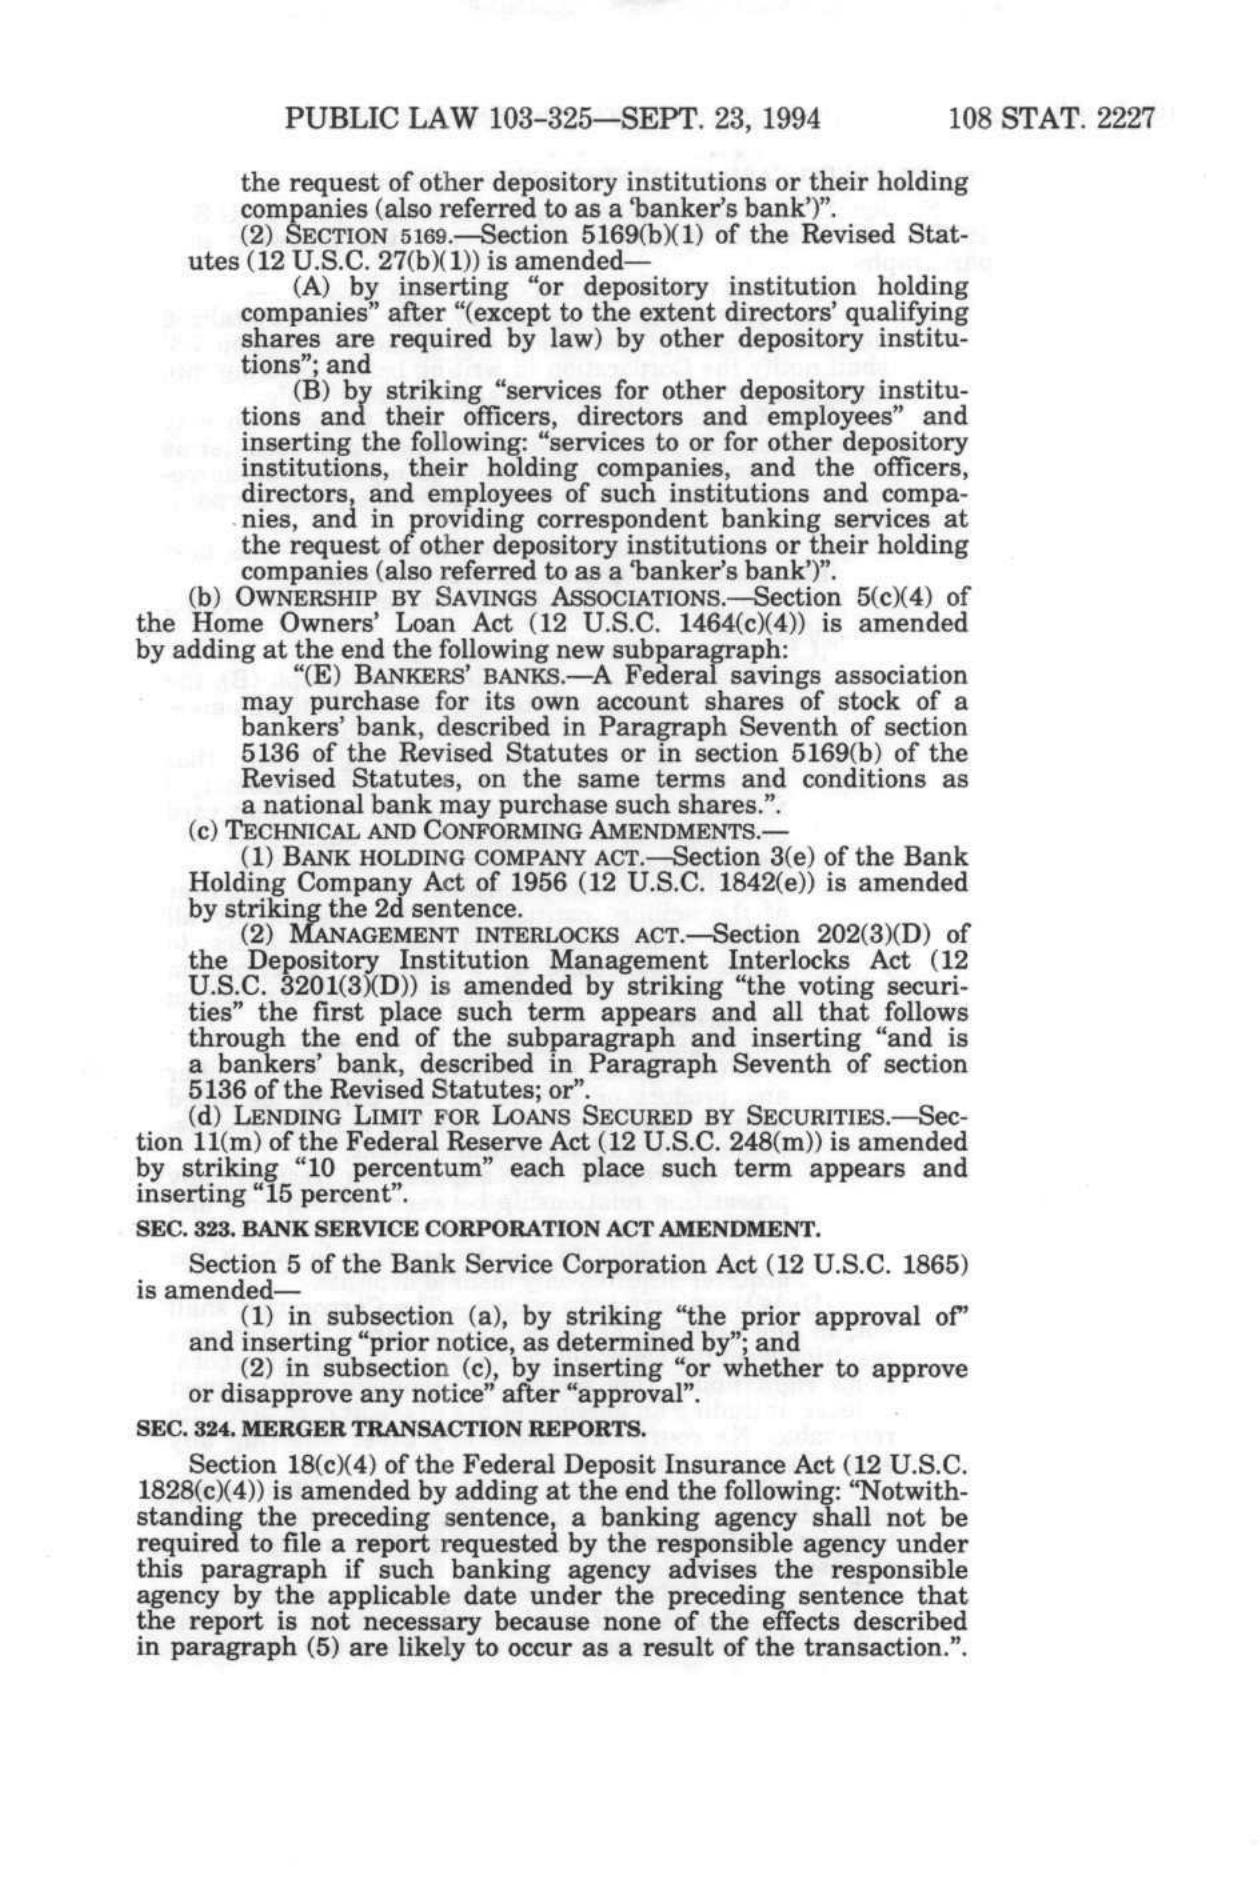 PUBLIC LAW 103-325—SEPT. 23, 1994 108 STAT. 2227
the request of other depository institutions or their holding
companies (also referred to as a 'banker's bank')".
(2) SECTION 5169.—Section 5169(b)(1) of the Revised Stat-
utes (12 U.S.C. 27(b)(1)) is amended—
(A) by inserting "or depository institution holding
companies" after "(except to the extent directors' qualifying
shares are required by law) by other depository institu-
tions"; and
(B) by striking "services for other depository institu-
tions and their officers, directors and employees" and
inserting the following: "services to or for other depository
institutions, their holding companies, and the officers,
directors, and employees of such institutions and compa-
nies, and in providing correspondent banking services at
the request of other depository institutions or their holding
companies (also referred to as a 'banker's bank')".
(b) OWNERSHIP BY SAVINGS ASSOCIATIONS.—Section 5(c)(4) of
the Home Owners' Loan Act (12 U.S.C. 1464(c)(4)) is amended
by adding at the end the following new subparagraph:
"(E) BANKERS' BANKS.—A Federal savings association
may purchase for its own account shares of stock of a
bankers' bank, described in Paragraph Seventh of section
5136 of the Revised Statutes or in section 5169(b) of the
Revised Statutes, on the same terms and conditions as
a national bank may purchase such shares.".
(c) TECHNICAL AND CONFORMING AMENDMENTS.—
(1) BANK HOLDING COMPANY ACT.—Section 3(e) of the Bank
Holding Company Act of 1956 (12 U.S.C. 1842(e)) is amended
by striking the 2d sentence.
(2) MANAGEMENT INTERLOCKS ACT.—Section 202(3)(D) of
the Depository Institution Management Interlocks Act (12
U.S.C. 3201(3)(D)) is amended by striking "the voting securi-
ties" the first place such term appears and all that follows
through the end of the subparagraph and inserting "and is
a bankers' bank, described in Paragraph Seventh of section
5136 of the Revised Statutes; or".
(d) LENDING LIMIT FOR LOANS SECURED BY SECURITIES.—Sec-
tion 11(m) of the Federal Reserve Act (12 U.S.C. 248(m)) is amended
by striking "10 percentum" each place such term appears and
inserting "15 percent".
SEC. 323. BANK SERVICE CORPORATION ACT AMENDMENT.
Section 5 of the Bank Service Corporation Act (12 U.S.C. 1865)
is amended—
(1) in subsection (a), by striking "the prior approval of"
and inserting "prior notice, as determined by"; and
(2) in subsection (c), by inserting "or whether to approve
or disapprove any notice" after "approval".
SEC. 324. MERGER TRANSACTION REPORTS.
Section 18(c)(4) of the Federal Deposit Insurance Act (12 U.S.C.
1828(c)(4)) is amended by adding at the end the following: "Notwith-
standing the preceding sentence, a banking agency shall not be
required to file a report requested by the responsible agency under
this paragraph if such banking agency advises the responsible
agency by the applicable date under the preceding sentence that
the report is not necessary because none of the effects described
in paragraph (5) are likely to occur as a result of the transaction.".